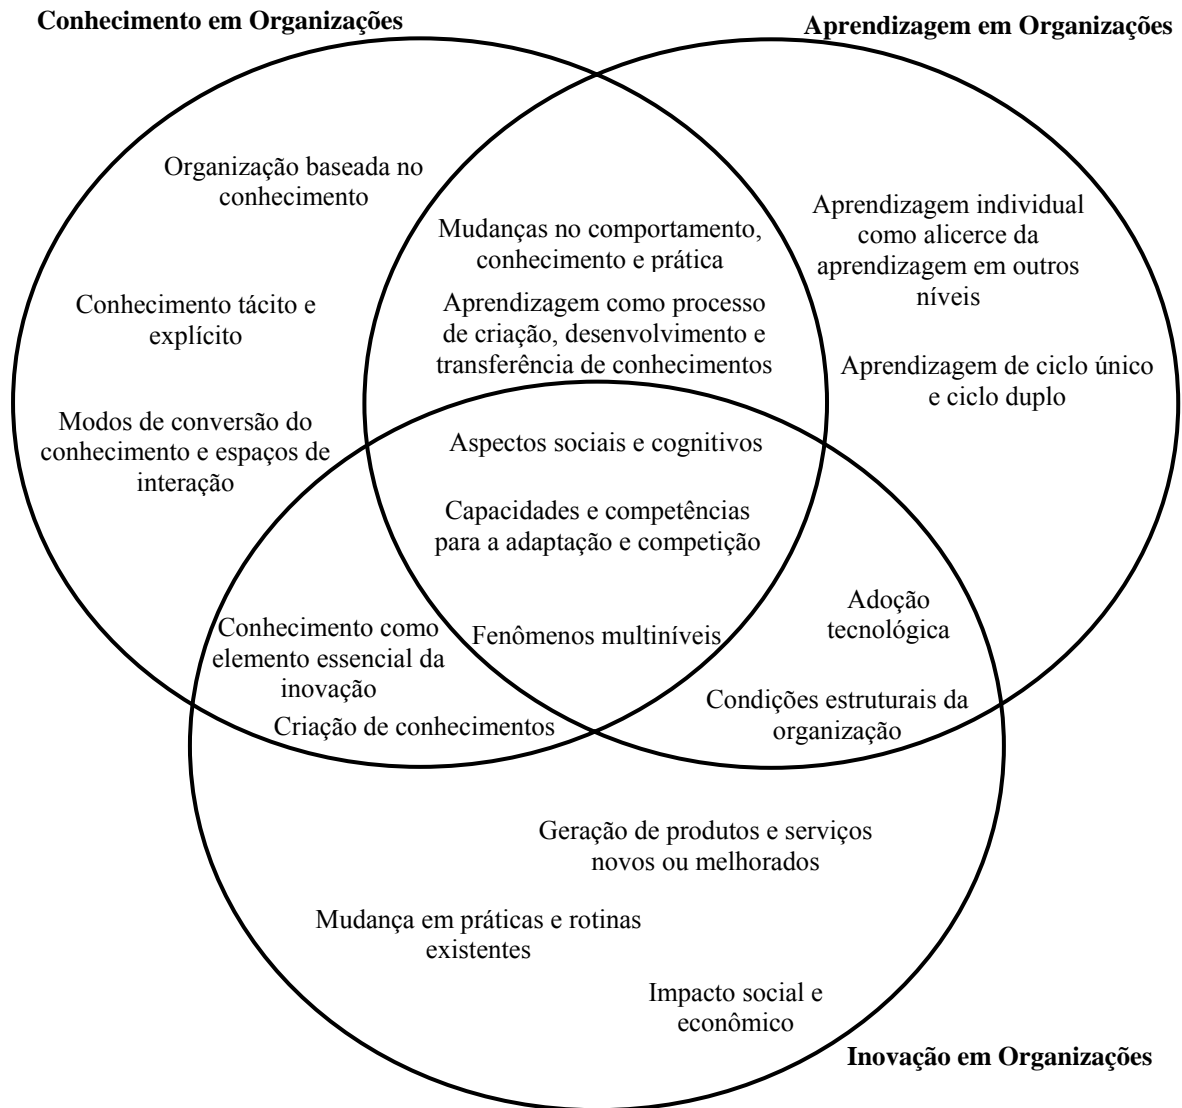 Conhecimento em Organizações
Aprendizagem em Organizações
Organização baseada no
conhecimento
Conhecimento tácito e
explícito
Modos de conversão do
conhecimento e espaços de
interação
Mudanças no comportamento,
conhecimento e prática
Aprendizagem como processo
de criação, desenvolvimento e
transferência de conhecimentos
Aprendizagem individual
como alicerce da
aprendizagem em outros
níveis
Aprendizagem de ciclo único
e ciclo duplo
Aspectos sociais e cognitivos
Capacidades e competências
para a adaptação e competição
Fenômenos multiníveis
Conhecimento como
elemento essencial da
inovação
Criação de conhecimentos
Adoção
tecnológica
Condições estruturais da
organização
Geração de produtos e serviços
novos ou melhorados
Mudança em práticas e rotinas
existentes
Impacto social e
econômico
Inovação em Organizações